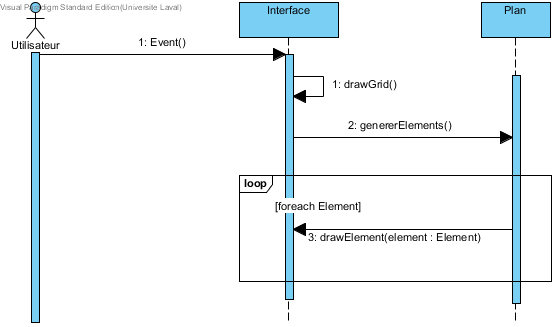 Visual Paradigm Standard Edition(Universite Laval)
Interface
Plan
Utilisateur
1: Event()
1: drawGrid()
2: genererElements()
loop
[foreach Element]
3: drawElement(element : Element)